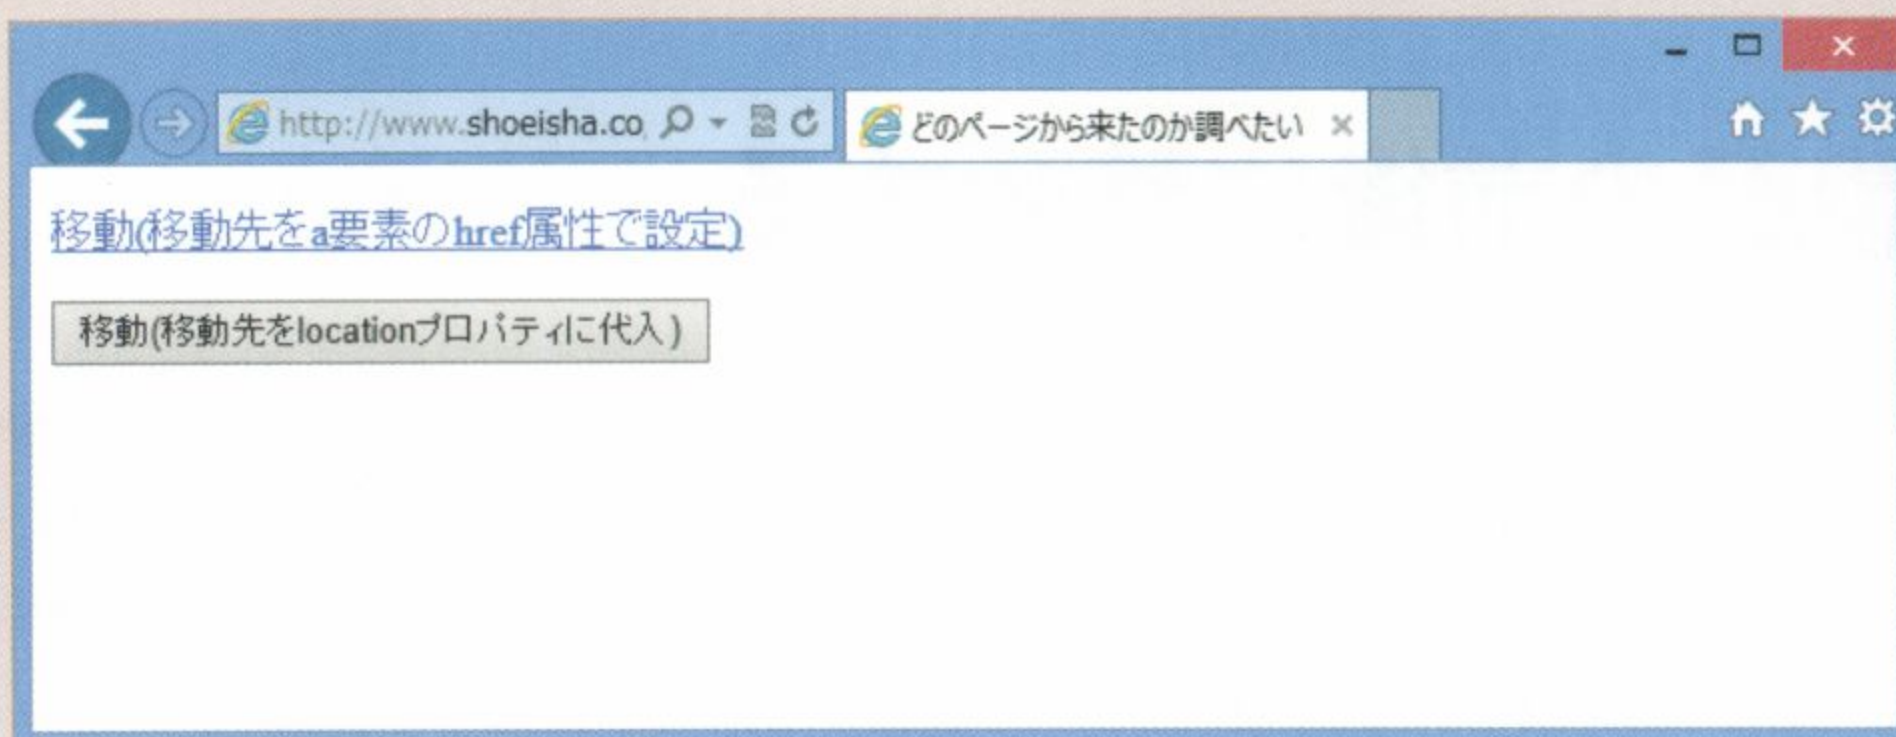 http://www.shoeisha.co
どのページから来たのか調べたい
移動(移動先をa要素のhref属性で設定)
移動(移動先をlocationプロパティに代入)